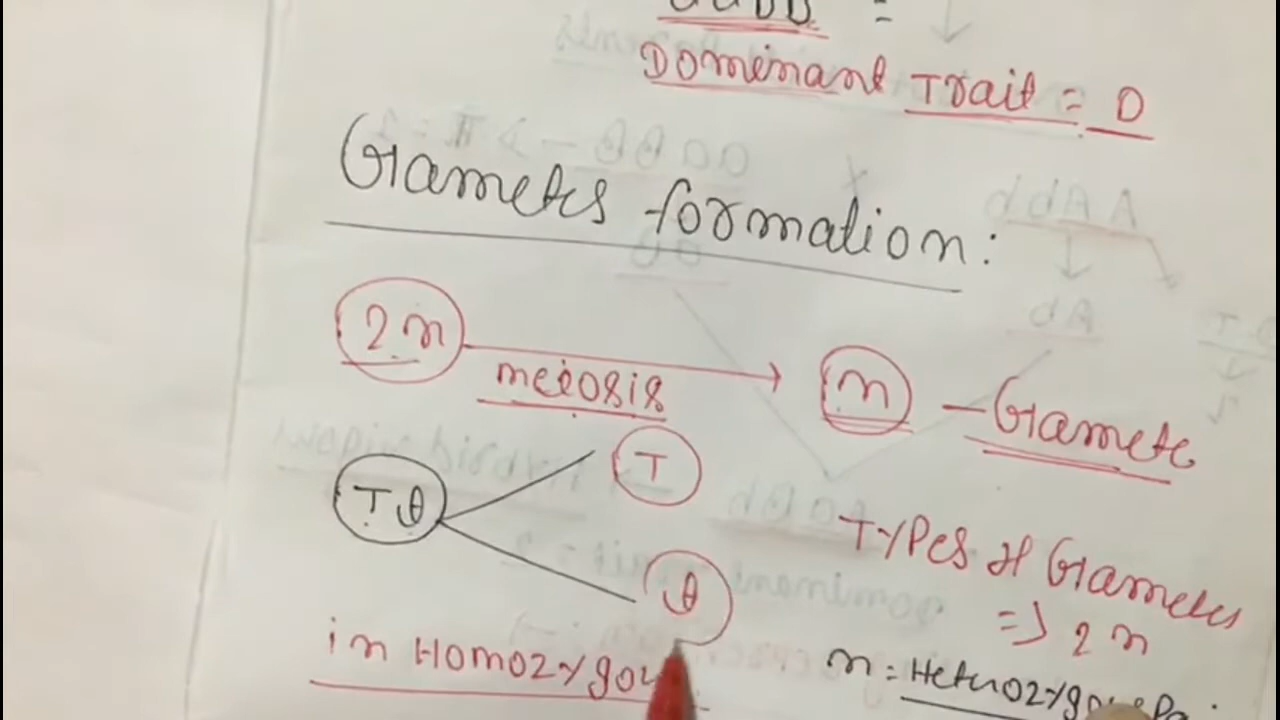 Dominant Trait = D
Gametes formation:
2n meiosis n - Gamete
Tt T
t
Types of Gametes
=> 2n
in Homozygous
n = Heterozygous